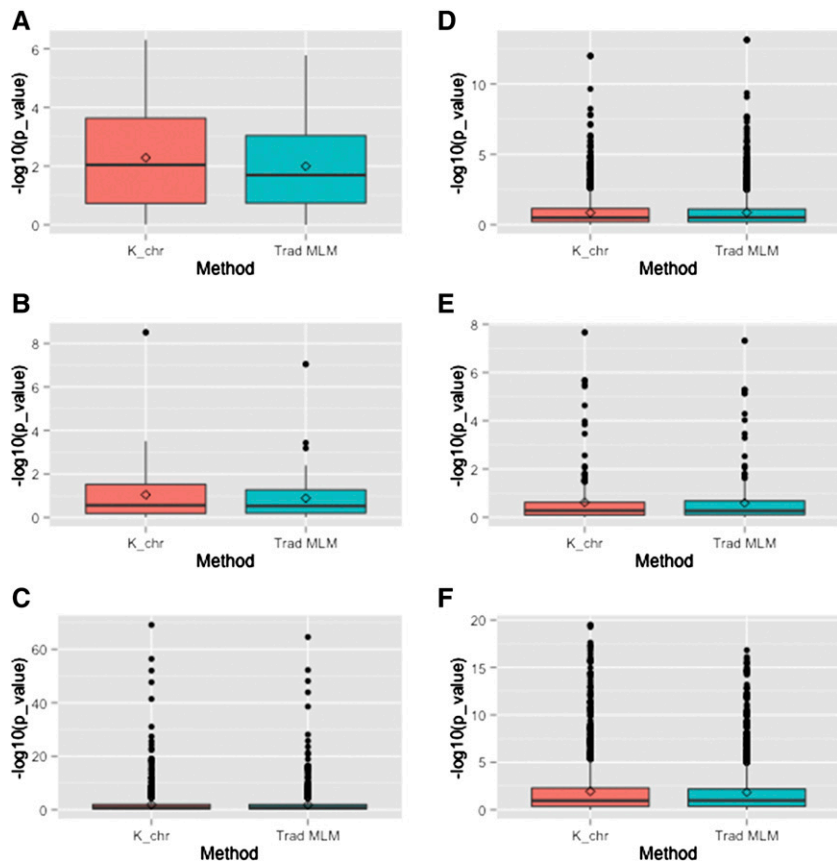 A
-log10(p_value)
6
4
2
0
K_chr
Trad MLM
Method
B
-log10(p_value)
8
6
4
2
0
K_chr
Trad MLM
Method
C
-log10(p_value)
60
40
20
0
K_chr
Trad MLM
Method
D
-log10(p_value)
10
5
0
K_chr
Trad MLM
Method
E
-log10(p_value)
8
6
4
2
0
K_chr
Trad MLM
Method
F
-log10(p_value)
20
15
10
5
0
K_chr
Trad MLM
Method